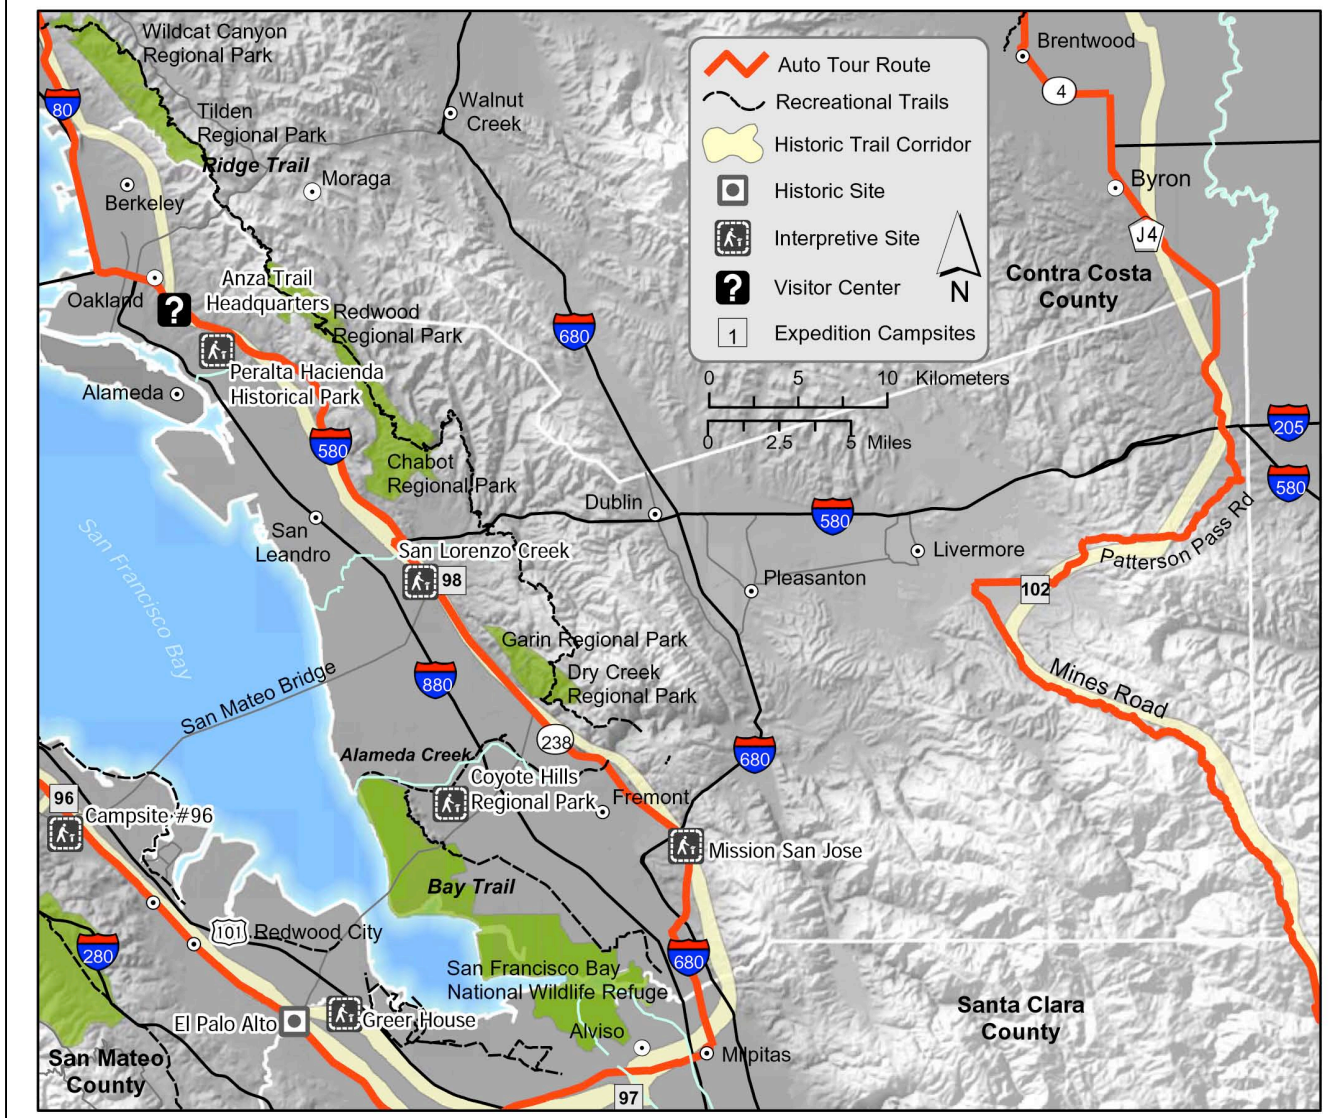 Wildcat Canyon
Regional Park
80
Tilden
Regional Park
Ridge Trail
Walnut
Creek
Moraga
Berkeley
Auto Tour Route
Recreational Trails
Historic Trail Corridor
Historic Site
Interpretive Site
? Visitor Center
1 Expedition Campsites
N
0 5 10 Kilometers
0 2.5 5 Miles
Brentwood
4
Byron
J4
Contra Costa
County
Anza Trail
Headquarters
Oakland
?
Redwood
Regional Park
680
Peralta Hacienda
Historical Park
Alameda
580
Chabot
Regional Park
205
580
Dublin
580
San
Leandro
San Francisco Bay
San Lorenzo Creek
98
Livermore
Patterson Pass Rd
Pleasanton
102
Garin Regional Park
Dry Creek
Regional Park
880
San Mateo Bridge
Mines Road
238
680
Alameda Creek
Coyote Hills
Regional Park
Fremont
96
Campsite #96
Mission San Jose
Bay Trail
101
Redwood City
280
680
San Francisco Bay
National Wildlife Refuge
El Palo Alto
Greer House
Alviso
Milpitas
Santa Clara
County
San Mateo
County
97